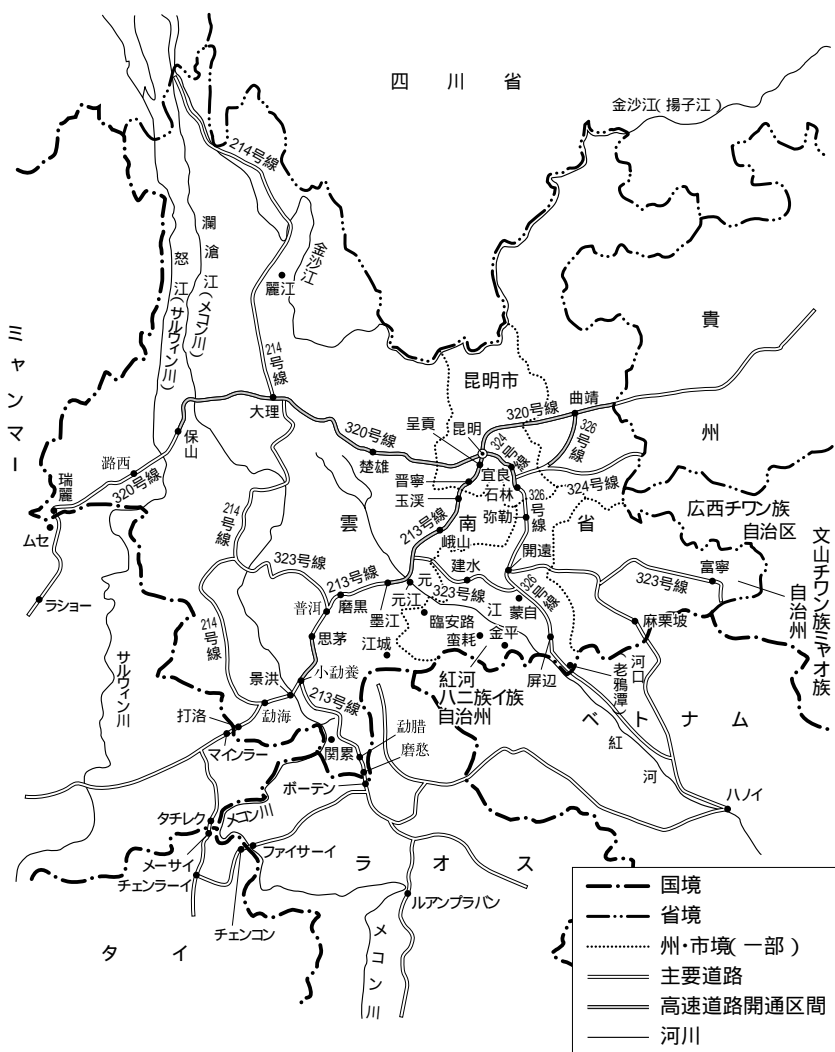 四川省
金沙江(揚子江)
214号線
瀾滄江(メコン川)
怒江(サルウィン川)
金沙江
麗江
ミャンマー
貴州
214号線
昆明市
大理
320号線
呈貢
昆明
324号線
320号線
曲靖
326号線
保山
潞西
楚雄
宜良
晋寧
石林
324号線
瑞麗
320号線
玉渓
弥勒
326号線
広西チワン族
自治区
雲南省
ムセ
214号線
213号線
峨山
開遠
ラショー
323号線
213号線
建水
富寧
文山チワン族ミャオ族
自治州
普洱
磨黒
元江
元江
323号線
326号線
323号線
墨江
蒙自
214号線
臨安路
麻栗坡
思茅
蛮耗
金平
江城
河口
(老鴉潭)
屏辺
サルウィン川
景洪
小勐養
紅河
ハニ族イ族
自治州
213号線
打洛
勐海
勐腊
ベトナム
マインラー
関累
磨憨
紅河
ボーテン
ハノイ
タチレク
メコン川
メーサイ
ファイサーイ
ラオス
チェンラーイ
ルアンプラバン
チェンコン
タイ
メコン川
国境
省境
州・市境(一部)
主要道路
高速道路開通区間
河川